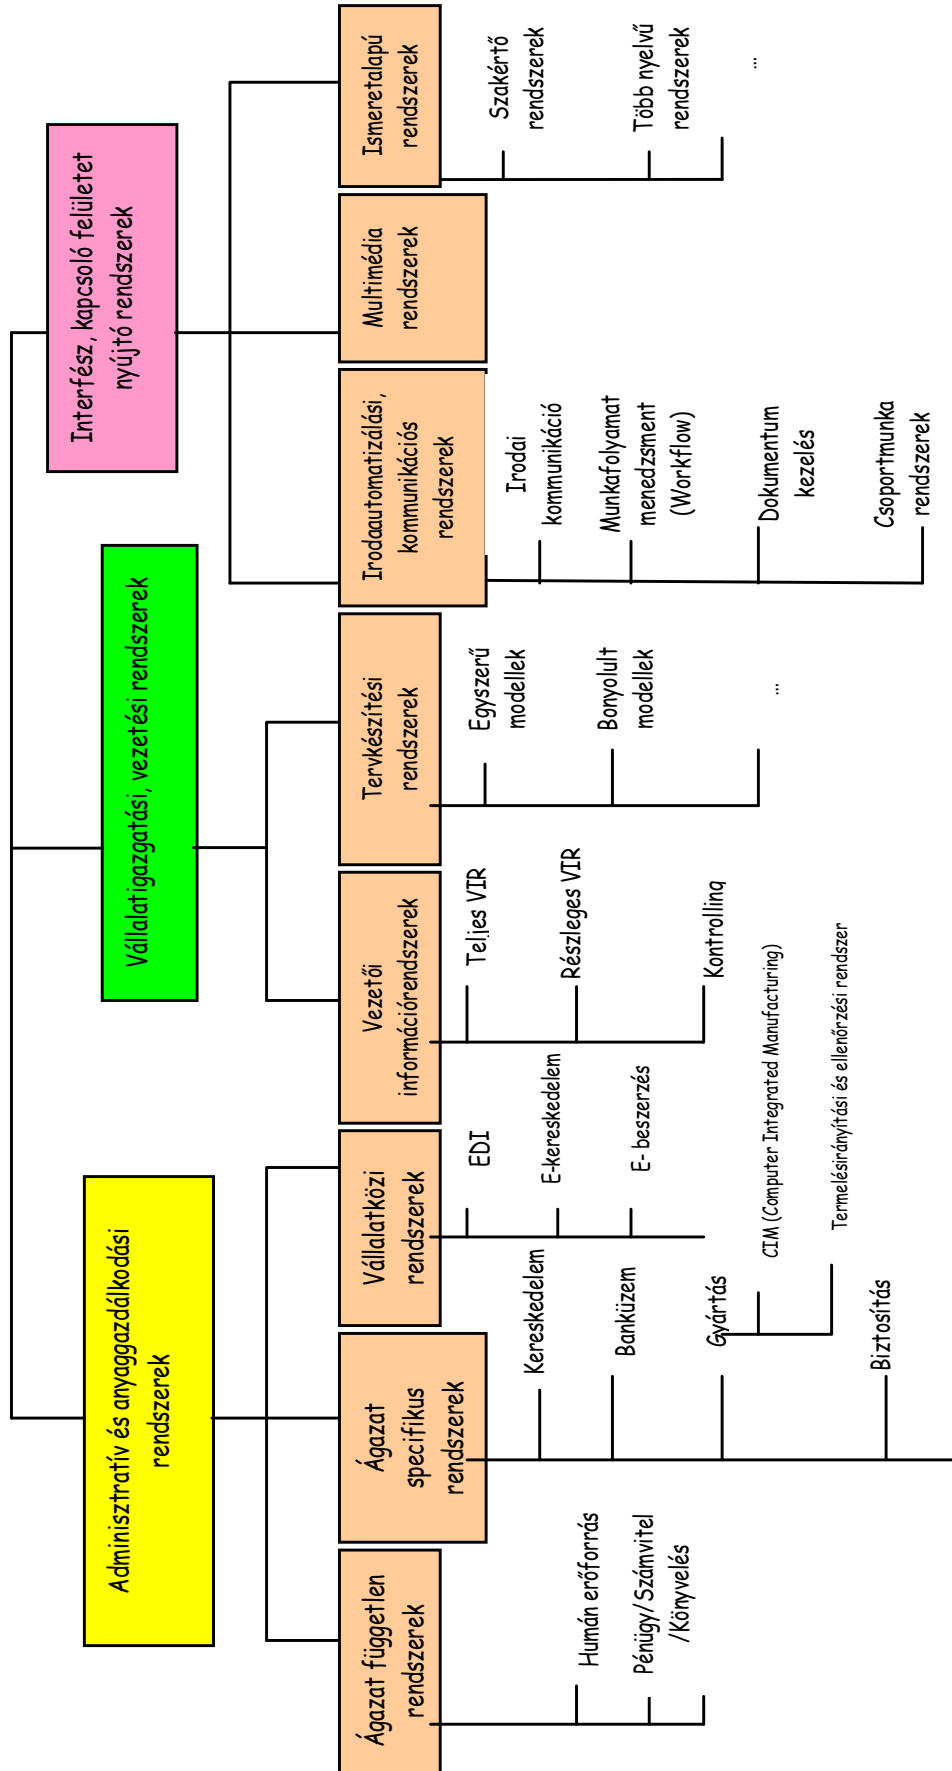 Adminisztratív és anyaggazdálkodási
rendszerek
Vállalatigazgatási, vezetési rendszerek
Interfész, kapcsoló felületet
nyújtó rendszerek
Ágazat független
rendszerek
Ágazat
specifikus
rendszerek
Vállalatközi
rendszerek
Vezetői
információrendszerek
Tervkészítési
rendszerek
Irodaautomatizálási,
kommunikációs
rendszerek
Multimédia
rendszerek
Ismeretalapú
rendszerek
Humán erőforrás
Pénügy/Számvitel
/Könyvelés
Kereskedelem
Banküzem
Gyártás
CIM (Computer Integrated Manufacturing)
Termelésirányítási és ellenőrzési rendszer
Biztosítás
EDI
E-kereskedelem
E- beszerzés
Teljes VIR
Részleges VIR
Kontrolling
Egyszerű
modellek
Bonyolult
modellek
...
Irodai
kommunikáció
Munkafolyamat
menedzsment
(Workflow)
Dokumentum
kezelés
Csoportmunka
rendszerek
Szakértő
rendszerek
Több nyelvű
rendszerek
...